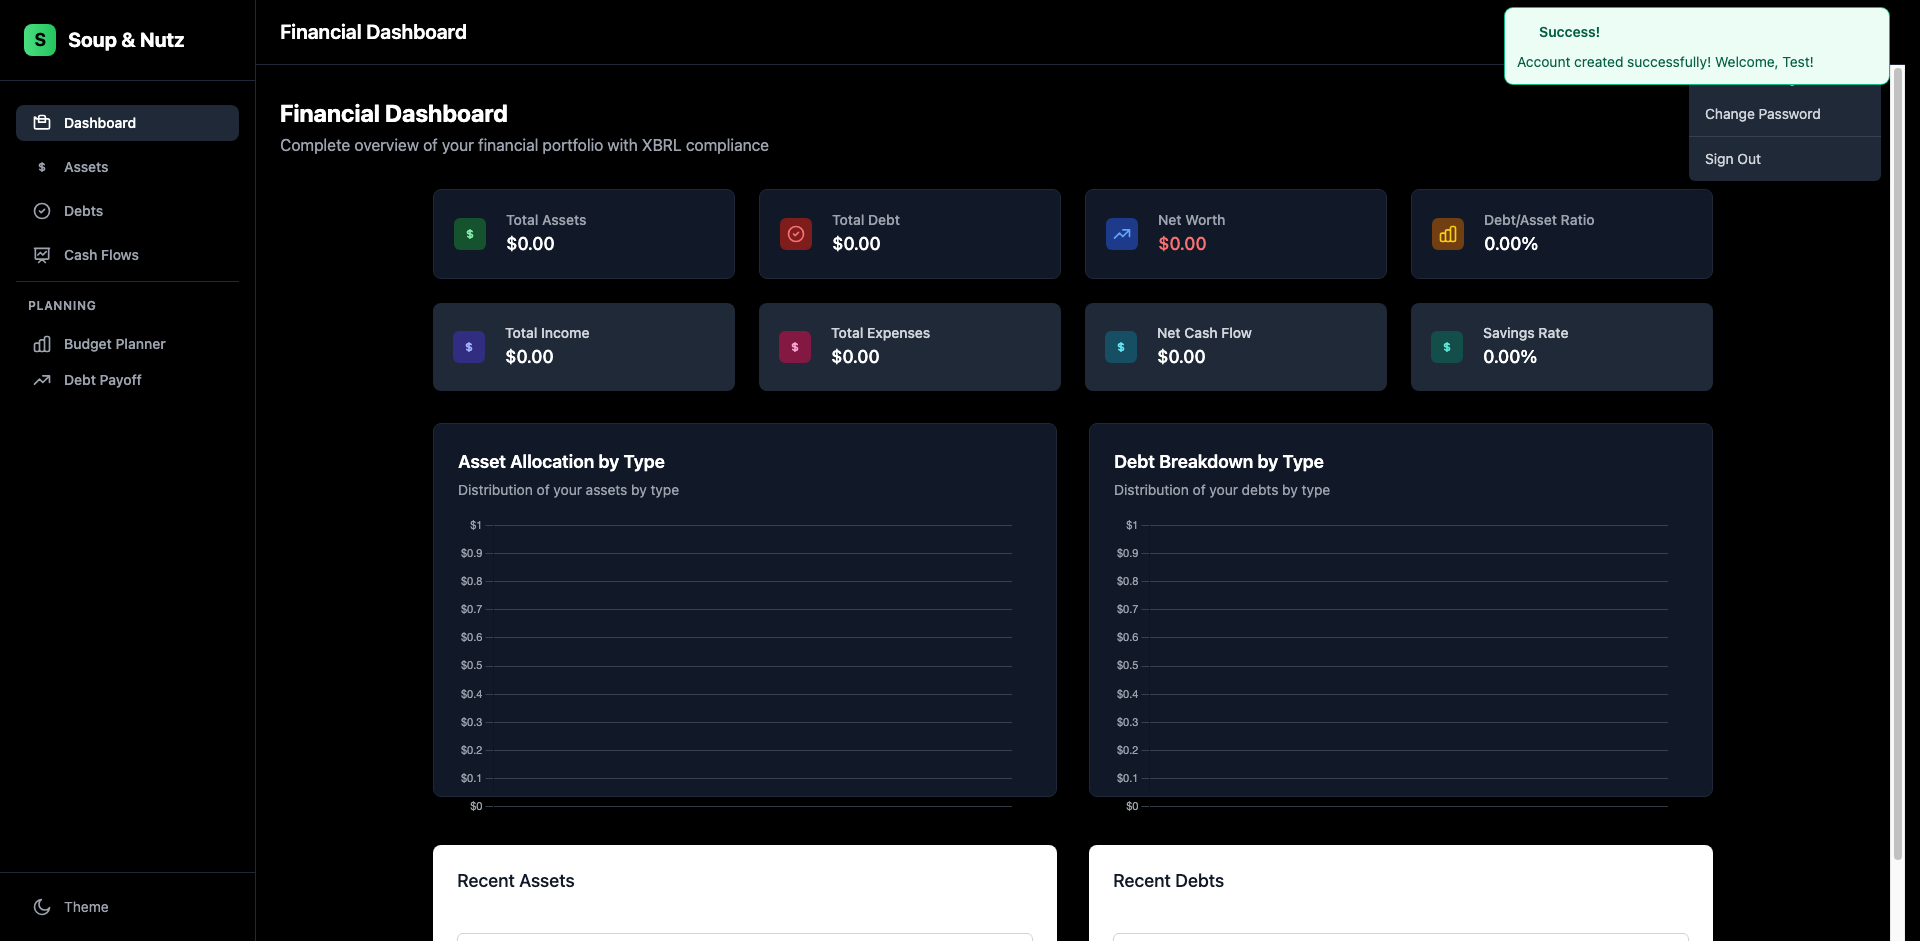 S
Soup & Nutz
Dashboard
$ Assets
Debts
Cash Flows
PLANNING
Budget Planner
Debt Payoff
Theme
Financial Dashboard
Success!
Account created successfully! Welcome, Test!
Change Password
Sign Out
Financial Dashboard
Complete overview of your financial portfolio with XBRL compliance
$
Total Assets
$0.00
Total Debt
$0.00
Net Worth
$0.00
Debt/Asset Ratio
0.00%
$
Total Income
$0.00
$
Total Expenses
$0.00
$
Net Cash Flow
$0.00
$
Savings Rate
0.00%
Asset Allocation by Type
Distribution of your assets by type
$1
$0.9
$0.8
$0.7
$0.6
$0.5
$0.4
$0.3
$0.2
$0.1
$0
Debt Breakdown by Type
Distribution of your debts by type
$1
$0.9
$0.8
$0.7
$0.6
$0.5
$0.4
$0.3
$0.2
$0.1
$0
Recent Assets
Recent Debts